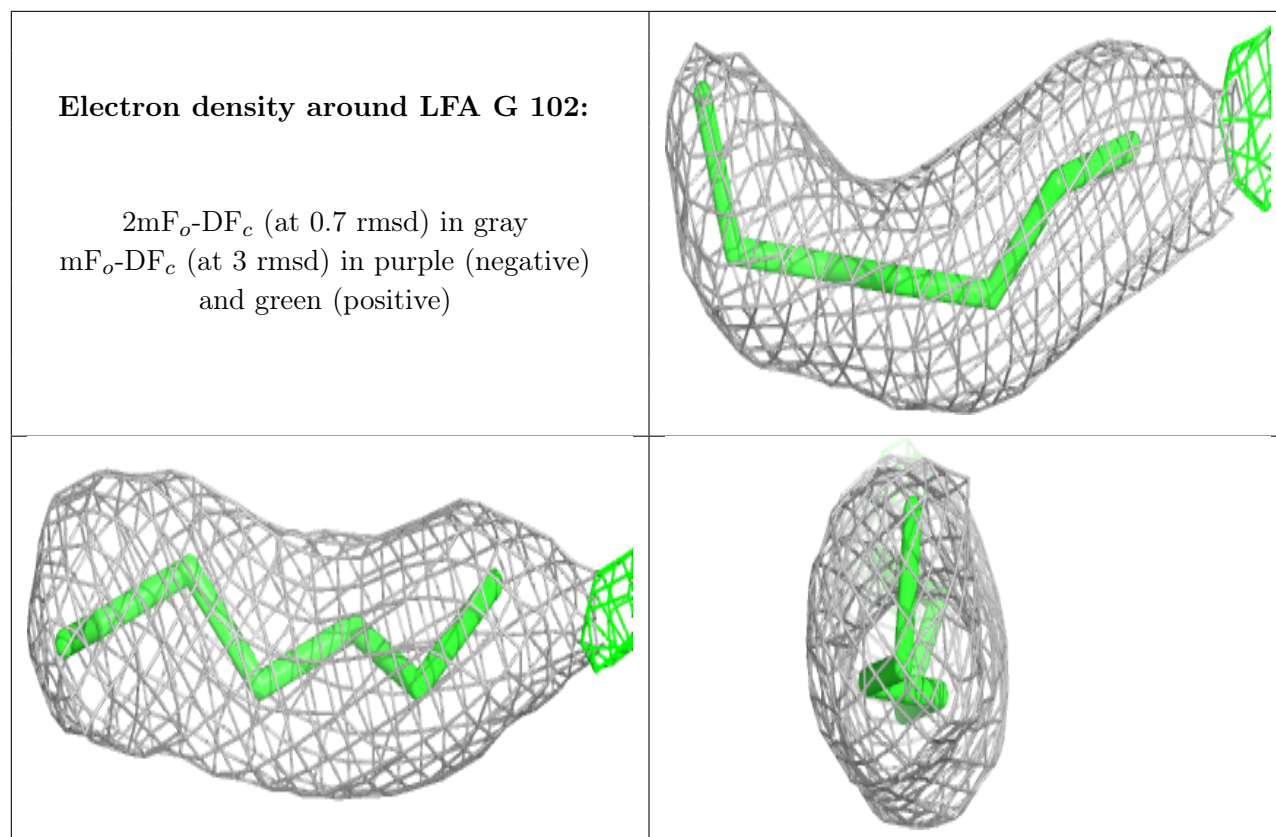 Electron density around LFA G 102:
2mFo-DFc (at 0.7 rmsd) in gray
mFo-DFc (at 3 rmsd) in purple (negative)
and green (positive)